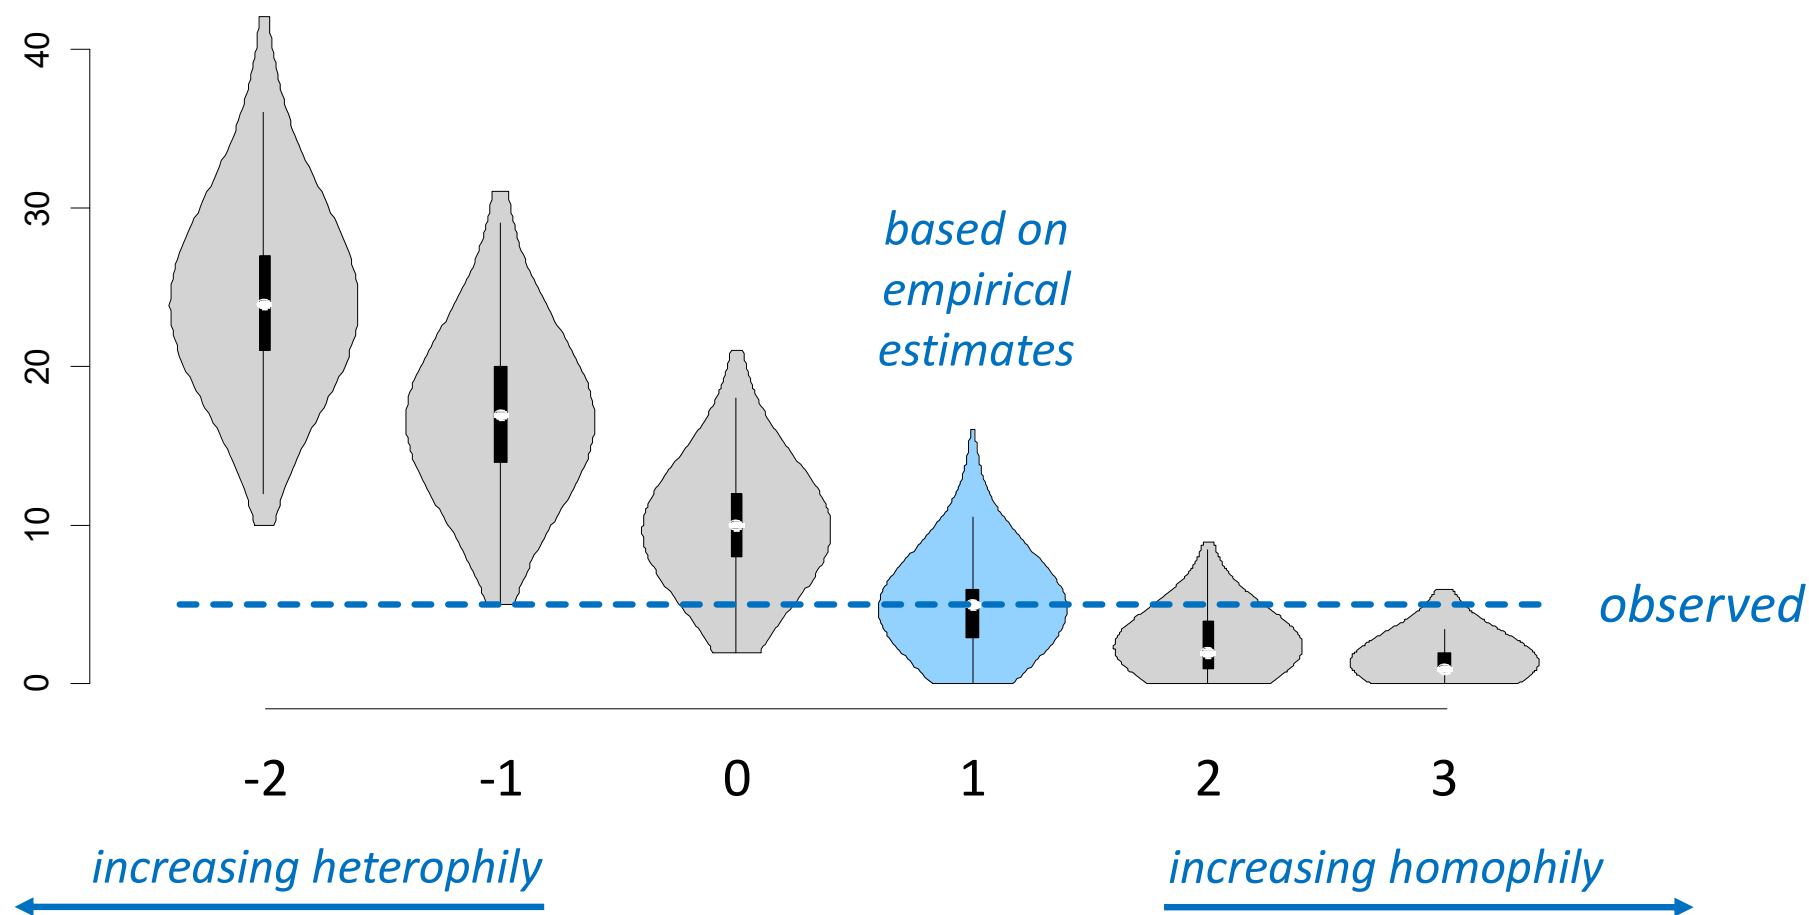 40
30
20
10
0
based on
empirical
estimates
observed
-2 -1 0 1 2 3
increasing heterophily
increasing homophily